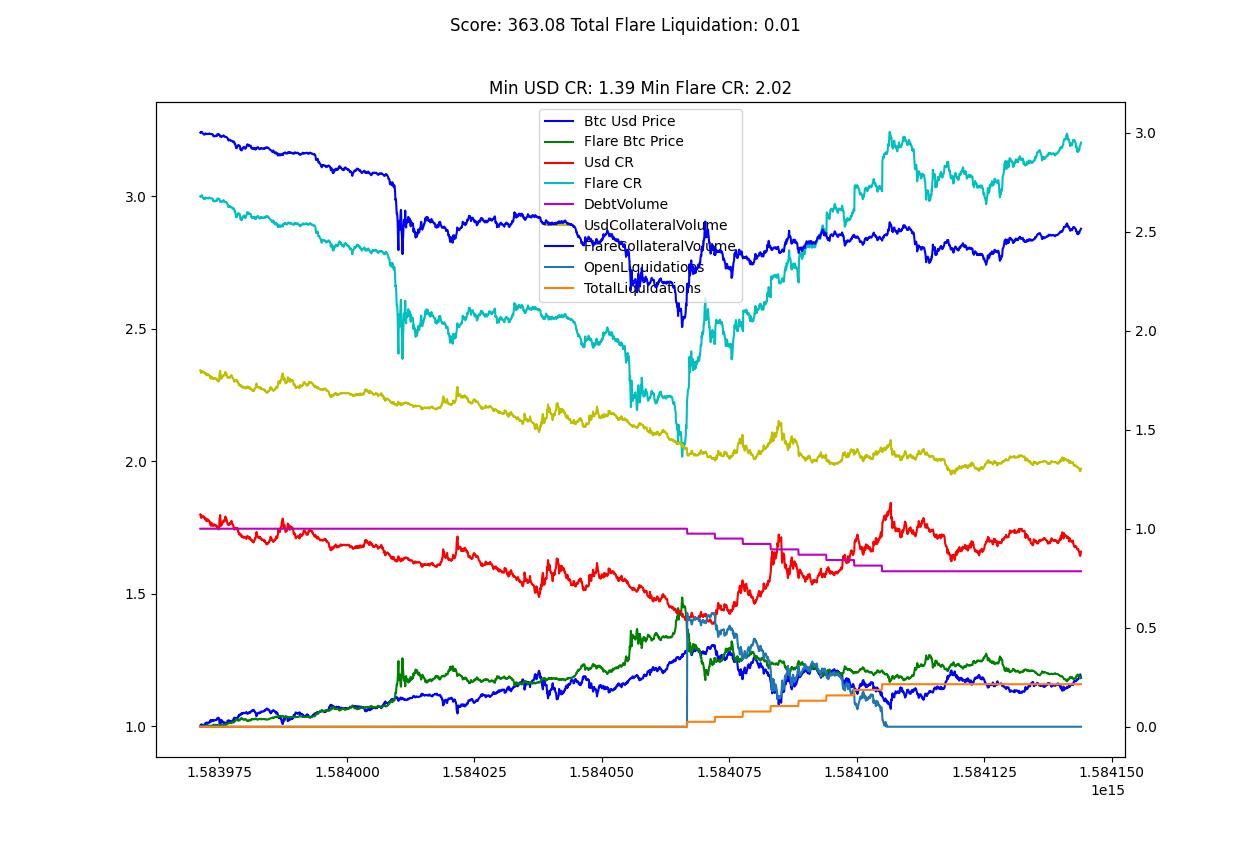 Score: 363.08 Total Flare Liquidation: 0.01
Min USD CR: 1.39 Min Flare CR: 2.02
Btc Usd Price
Flare Btc Price
Usd CR
Flare CR
DebtVolume
UsdCollateralVolume
FlareCollateralVolume
OpenLiquidations
TotalLiquidations
3.0
2.5
2.0
1.5
1.0
3.0
2.5
2.0
1.5
1.0
0.5
0.0
1.583975
1.584000
1.584025
1.584050
1.584075
1.584100
1.584125
1.584150
1e15